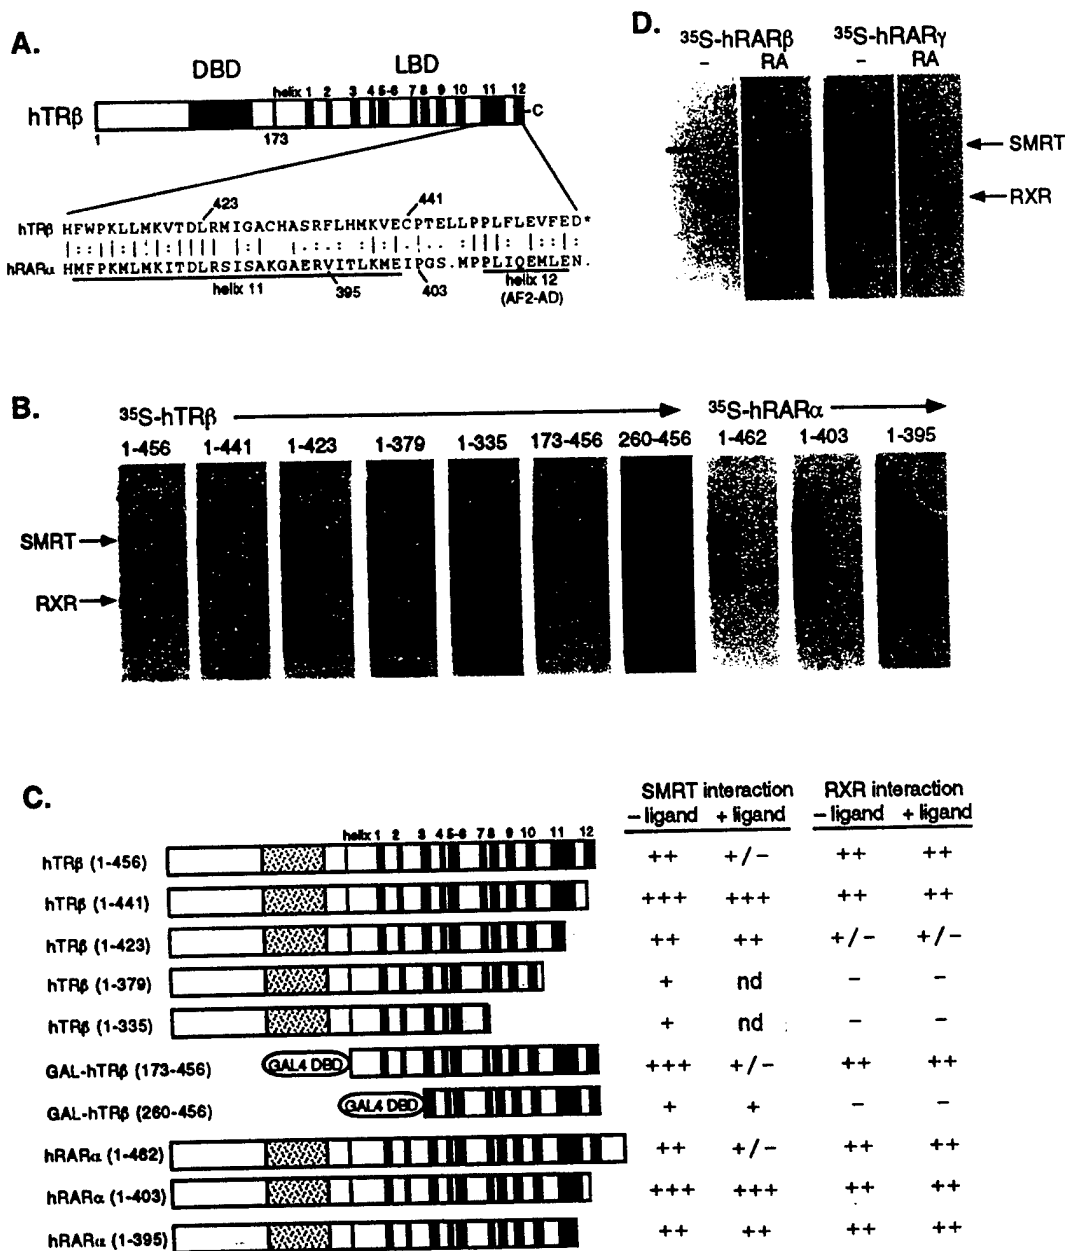 A.
DBD
LBD
helix 1 2 3 4 5-6 7 8 9 10 11 12
hTRβ
C
1
173
423
441
hTRβ HFWPKLLMKVTDLRMIGACHASRFLHMKVECPTELLPPLFLEVFED*
hRARα HMFPKMLMKITDLRSISAKGAERVITLKMEIPGS.MPPLIQEMLEN.
helix 11
395
403
helix 12
(AF2-AD)
D.
35S-hRARβ
35S-hRARγ
- RA - RA
SMRT
RXR
B.
35S-hTRβ
35S-hRARα
1-456 1-441 1-423 1-379 1-335 173-456 260-456 1-462 1-403 1-395
SMRT
RXR
C.
SMRT interaction RXR interaction
– ligand + ligand – ligand + ligand
helix 1 2 3 4 5-6 7 8 9 10 11 12
hTRβ (1-456) ++ +/- ++ ++
hTRβ (1-441) +++ +++ ++ ++
hTRβ (1-423) ++ ++ +/- +/-
hTRβ (1-379) + nd - -
hTRβ (1-335) + nd - -
GAL-hTRβ (173-456) GAL4 DBD +++ +/- ++ ++
GAL-hTRβ (260-456) GAL4 DBD + + - -
hRARα (1-462) ++ +/- ++ ++
hRARα (1-403) +++ +++ ++ ++
hRARα (1-395) ++ ++ ++ ++